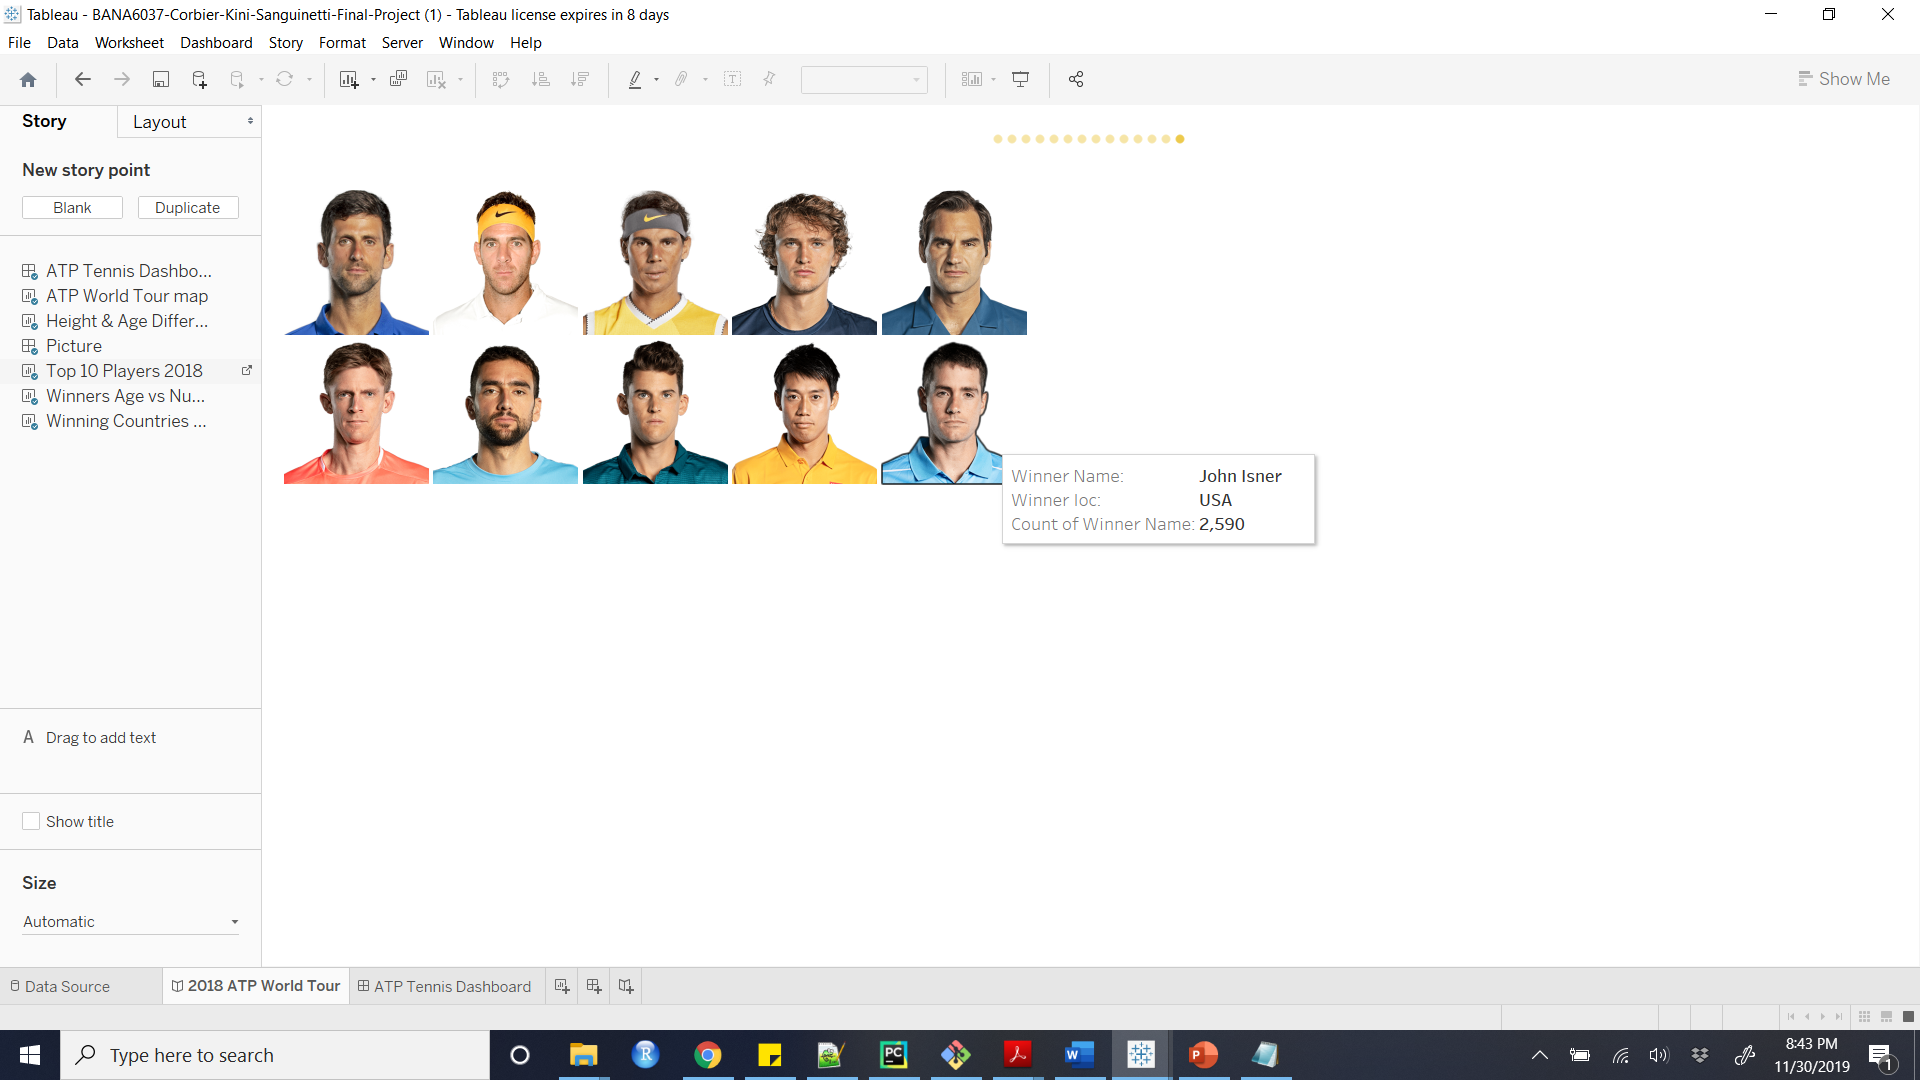 Tableau - BANA6037-Corbier-Kini-Sanguinetti-Final-Project (1) - Tableau license expires in 8 days
File Data Worksheet Dashboard Story Format Server Window Help
Show Me
Story Layout
New story point
Blank Duplicate
ATP Tennis Dashbo...
ATP World Tour map
Height & Age Differ...
Picture
Top 10 Players 2018
Winners Age vs Nu...
Winning Countries ...
Winner Name: John Isner
Winner Ioc: USA
Count of Winner Name: 2,590
A Drag to add text
Show title
Size
Automatic
Data Source 2018 ATP World Tour ATP Tennis Dashboard
Type here to search
R
PC
W
P
8:43 PM
11/30/2019
1